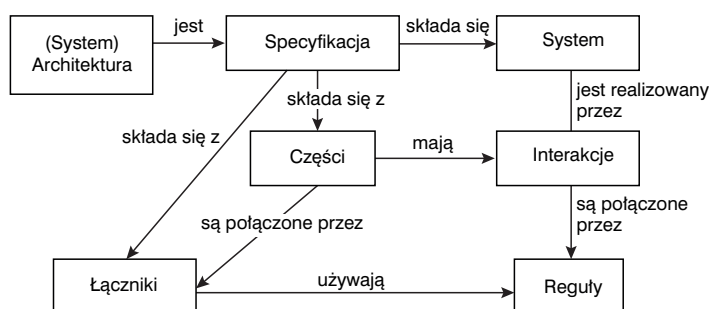 (System)
Architektura
jest
Specyfikacja
składa się
System
składa się z
składa się z
jest realizowany
przez
Części
mają
Interakcje
są połączone przez
są połączone
przez
Łączniki
używają
Reguły